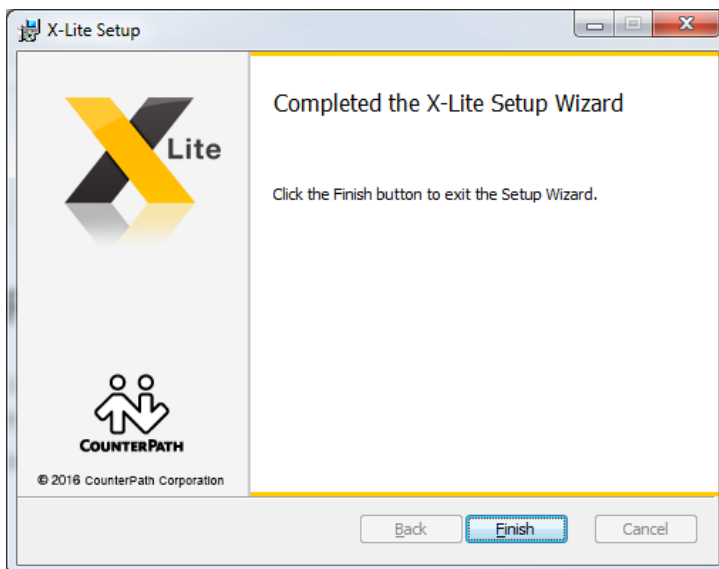 X-Lite Setup
Completed the X-Lite Setup Wizard
X Lite
Click the Finish button to exit the Setup Wizard.
COUNTERPATH
© 2016 CounterPath Corporation
Back Finish Cancel